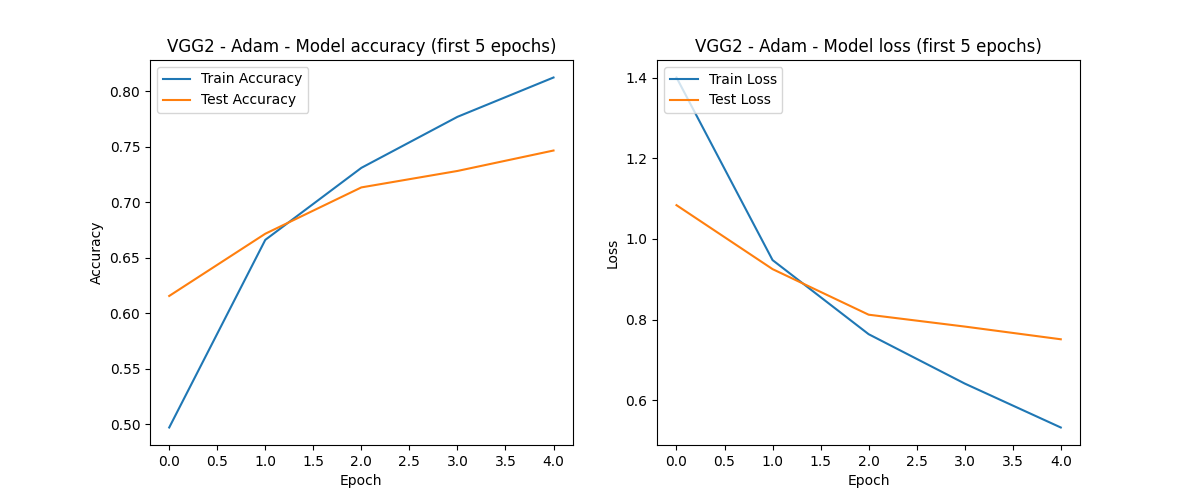 VGG2 - Adam - Model accuracy (first 5 epochs)
Train Accuracy
Test Accuracy
0.80
0.75
0.70
0.65
0.60
0.55
0.50
Accuracy
0.0 0.5 1.0 1.5 2.0 2.5 3.0 3.5 4.0
Epoch
VGG2 - Adam - Model loss (first 5 epochs)
Train Loss
Test Loss
1.4
1.2
1.0
0.8
0.6
Loss
0.0 0.5 1.0 1.5 2.0 2.5 3.0 3.5 4.0
Epoch